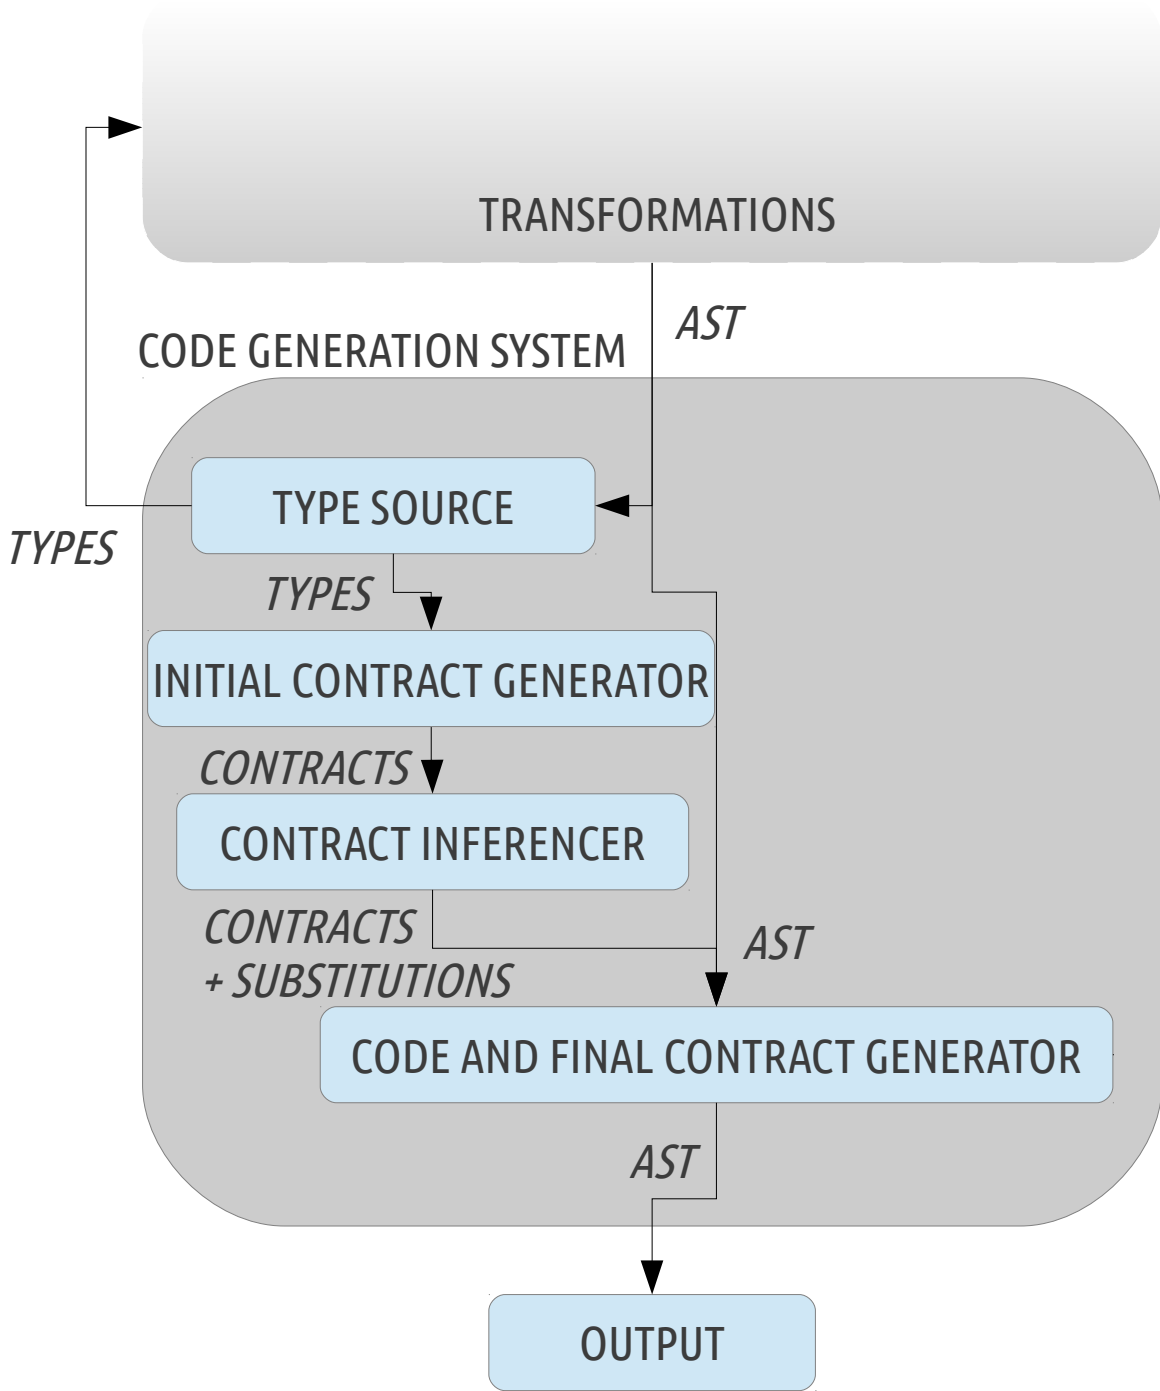 TRANSFORMATIONS
AST
CODE GENERATION SYSTEM
TYPE SOURCE
TYPES
TYPES
INITIAL CONTRACT GENERATOR
CONTRACTS
CONTRACT INFERENCER
CONTRACTS
+ SUBSTITUTIONS
AST
CODE AND FINAL CONTRACT GENERATOR
AST
OUTPUT